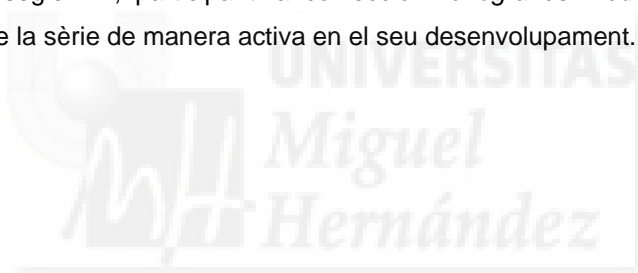 e la sèrie de manera activa en el seu desenvolupament.
UNIVERSITAS
Miguel
Hernández